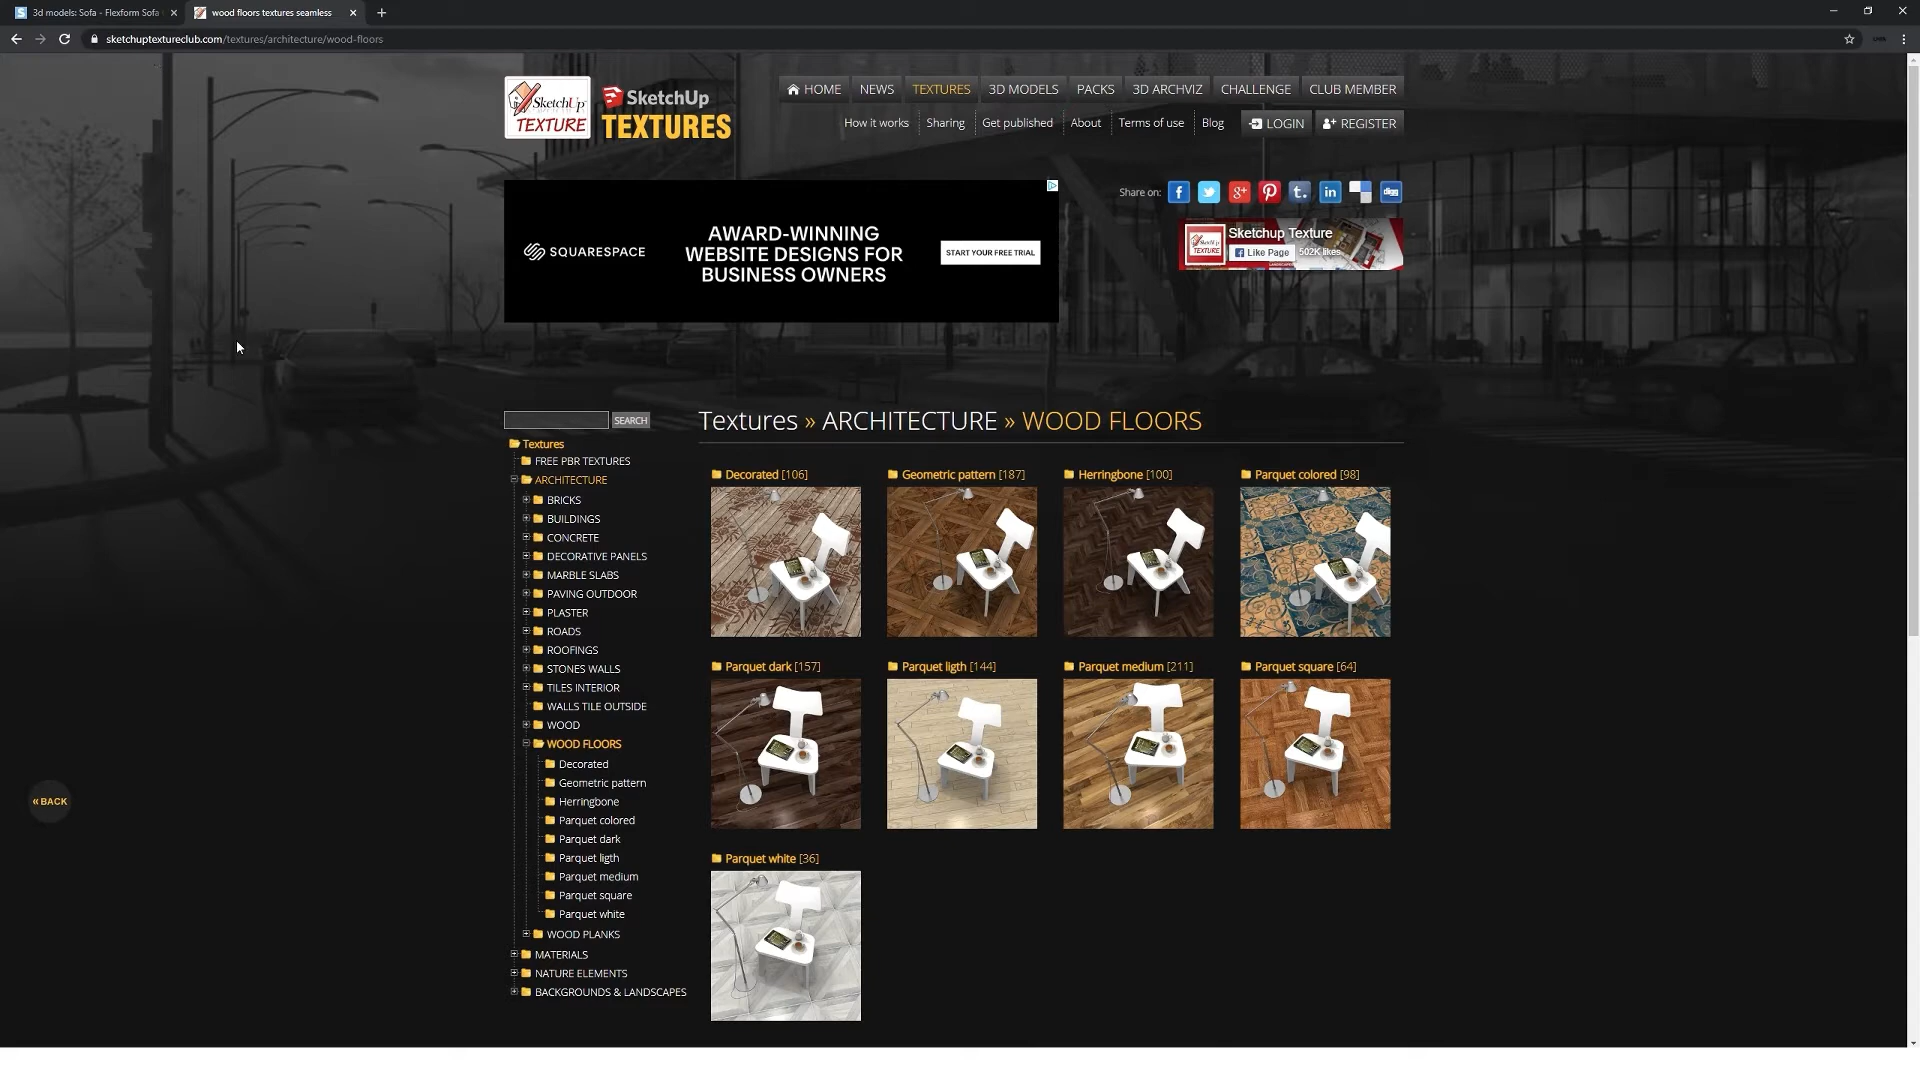 3d models: Sofa - Flexform Sofa
wood floors textures seamless
sketchuptextureclub.com/textures/architecture/wood-floors
SketchUp
TEXTURE
SketchUp
TEXTURES
HOME
NEWS
TEXTURES
3D MODELS
PACKS
3D ARCHVIZ
CHALLENGE
CLUB MEMBER
How it works
Sharing
Get published
About
Terms of use
Blog
LOGIN
REGISTER
SQUARESPACE
AWARD-WINNING
WEBSITE DESIGNS FOR
BUSINESS OWNERS
START YOUR FREE TRIAL
Share on:
Sketchup Texture
Like Page
502K likes
SEARCH
Textures
FREE PBR TEXTURES
ARCHITECTURE
BRICKS
BUILDINGS
CONCRETE
DECORATIVE PANELS
MARBLE SLABS
PAVING OUTDOOR
PLASTER
ROADS
ROOFINGS
STONES WALLS
TILES INTERIOR
WALLS TILE OUTSIDE
WOOD
WOOD FLOORS
Decorated
Geometric pattern
Herringbone
Parquet colored
Parquet dark
Parquet ligth
Parquet medium
Parquet square
Parquet white
WOOD PLANKS
MATERIALS
NATURE ELEMENTS
BACKGROUNDS & LANDSCAPES
« BACK
Textures » ARCHITECTURE » WOOD FLOORS
Decorated [106]
Geometric pattern [187]
Herringbone [100]
Parquet colored [98]
Parquet dark [157]
Parquet ligth [144]
Parquet medium [211]
Parquet square [64]
Parquet white [36]